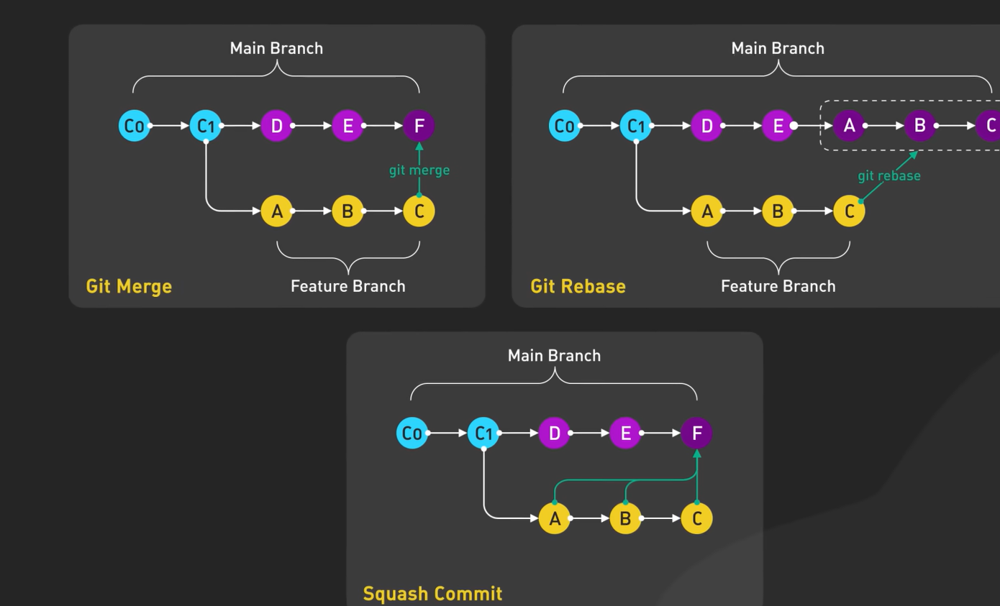 Main Branch
C0 C1 D E F
git merge
A B C
Feature Branch
Git Merge
Main Branch
C0 C1 D E A B C
git rebase
A B C
Feature Branch
Git Rebase
Main Branch
C0 C1 D E F
A B C
Squash Commit